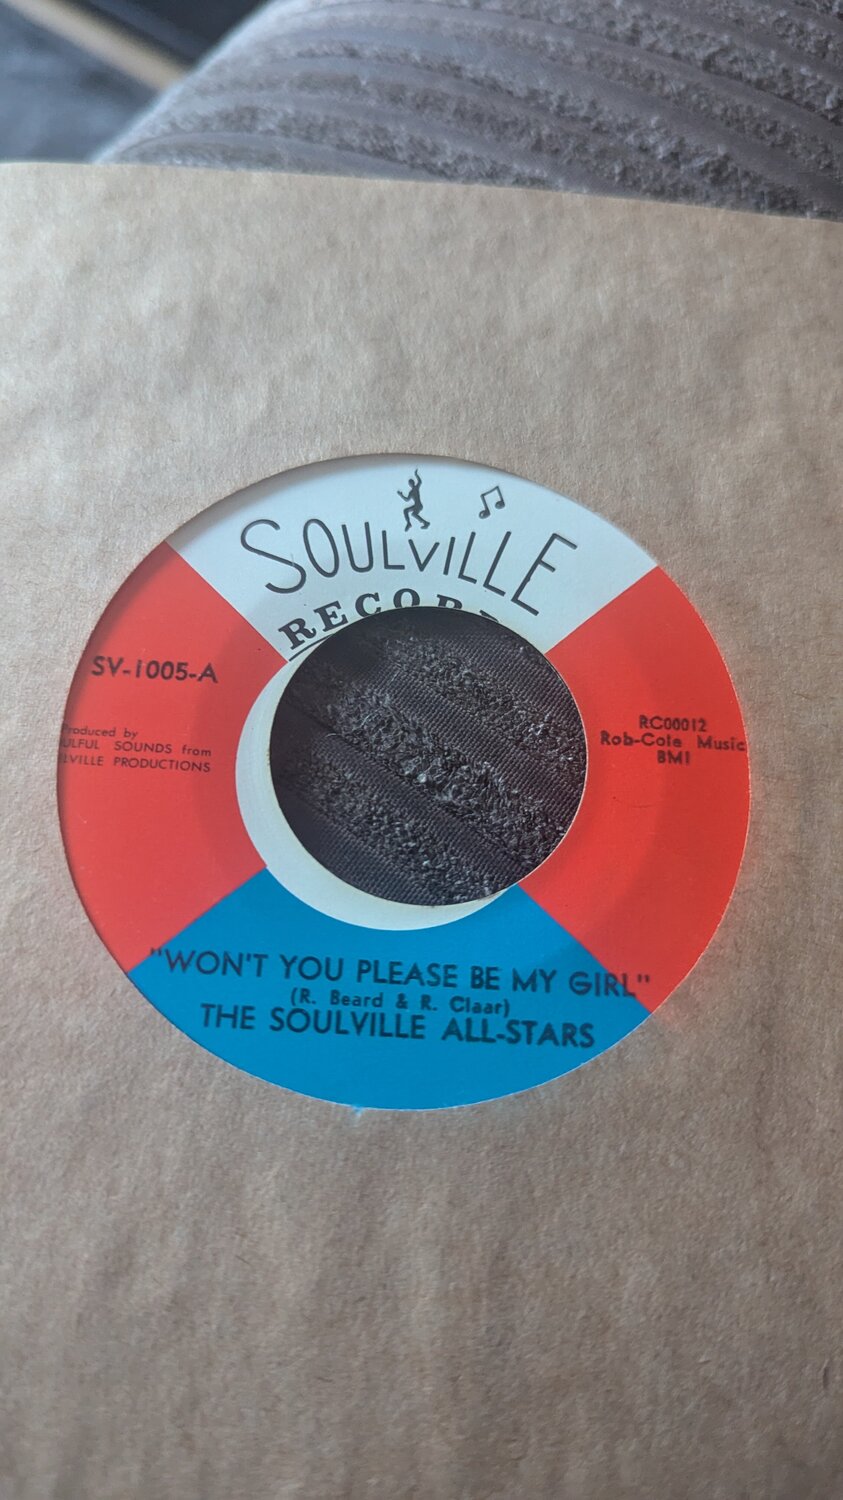 SOULVILLE
SV-1005-A
Produced by
SOUNDS from
PRODUCTIONS
RC00012
Rob-Cole Music
BMI
"WON'T YOU PLEASE BE MY GIRL"
(R. Beard & R. Claar)
THE SOULVILLE ALL-STARS